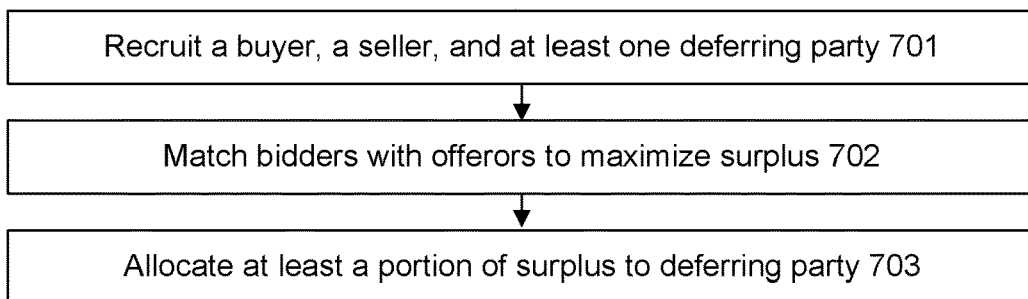 Recruit a buyer, a seller, and at least one deferring party 701
Match bidders with offerors to maximize surplus 702
Allocate at least a portion of surplus to deferring party 703